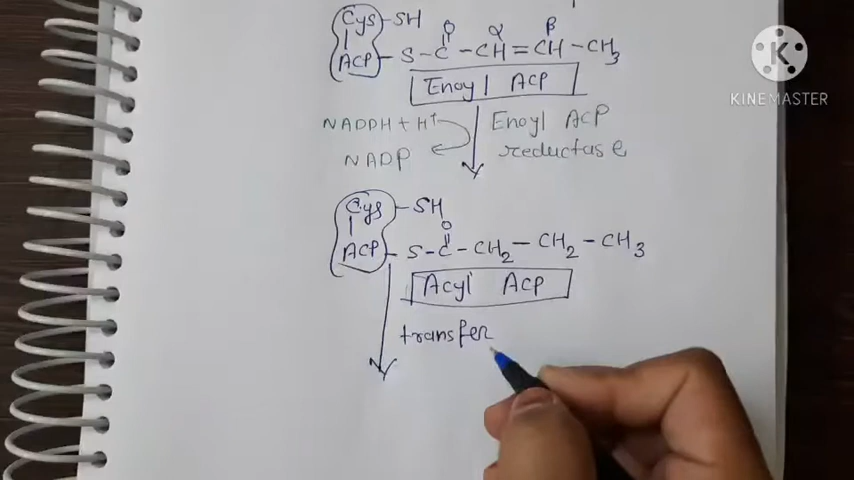 Cys-SH O α β
ACP-S-C-CH=CH-CH3
Enoyl ACP
NADPH+H+ Enoyl ACP
NADP reductase
Cys-SH
O
ACP-S-C-CH2-CH2-CH3
Acyl ACP
transfer
K
KINEMASTER